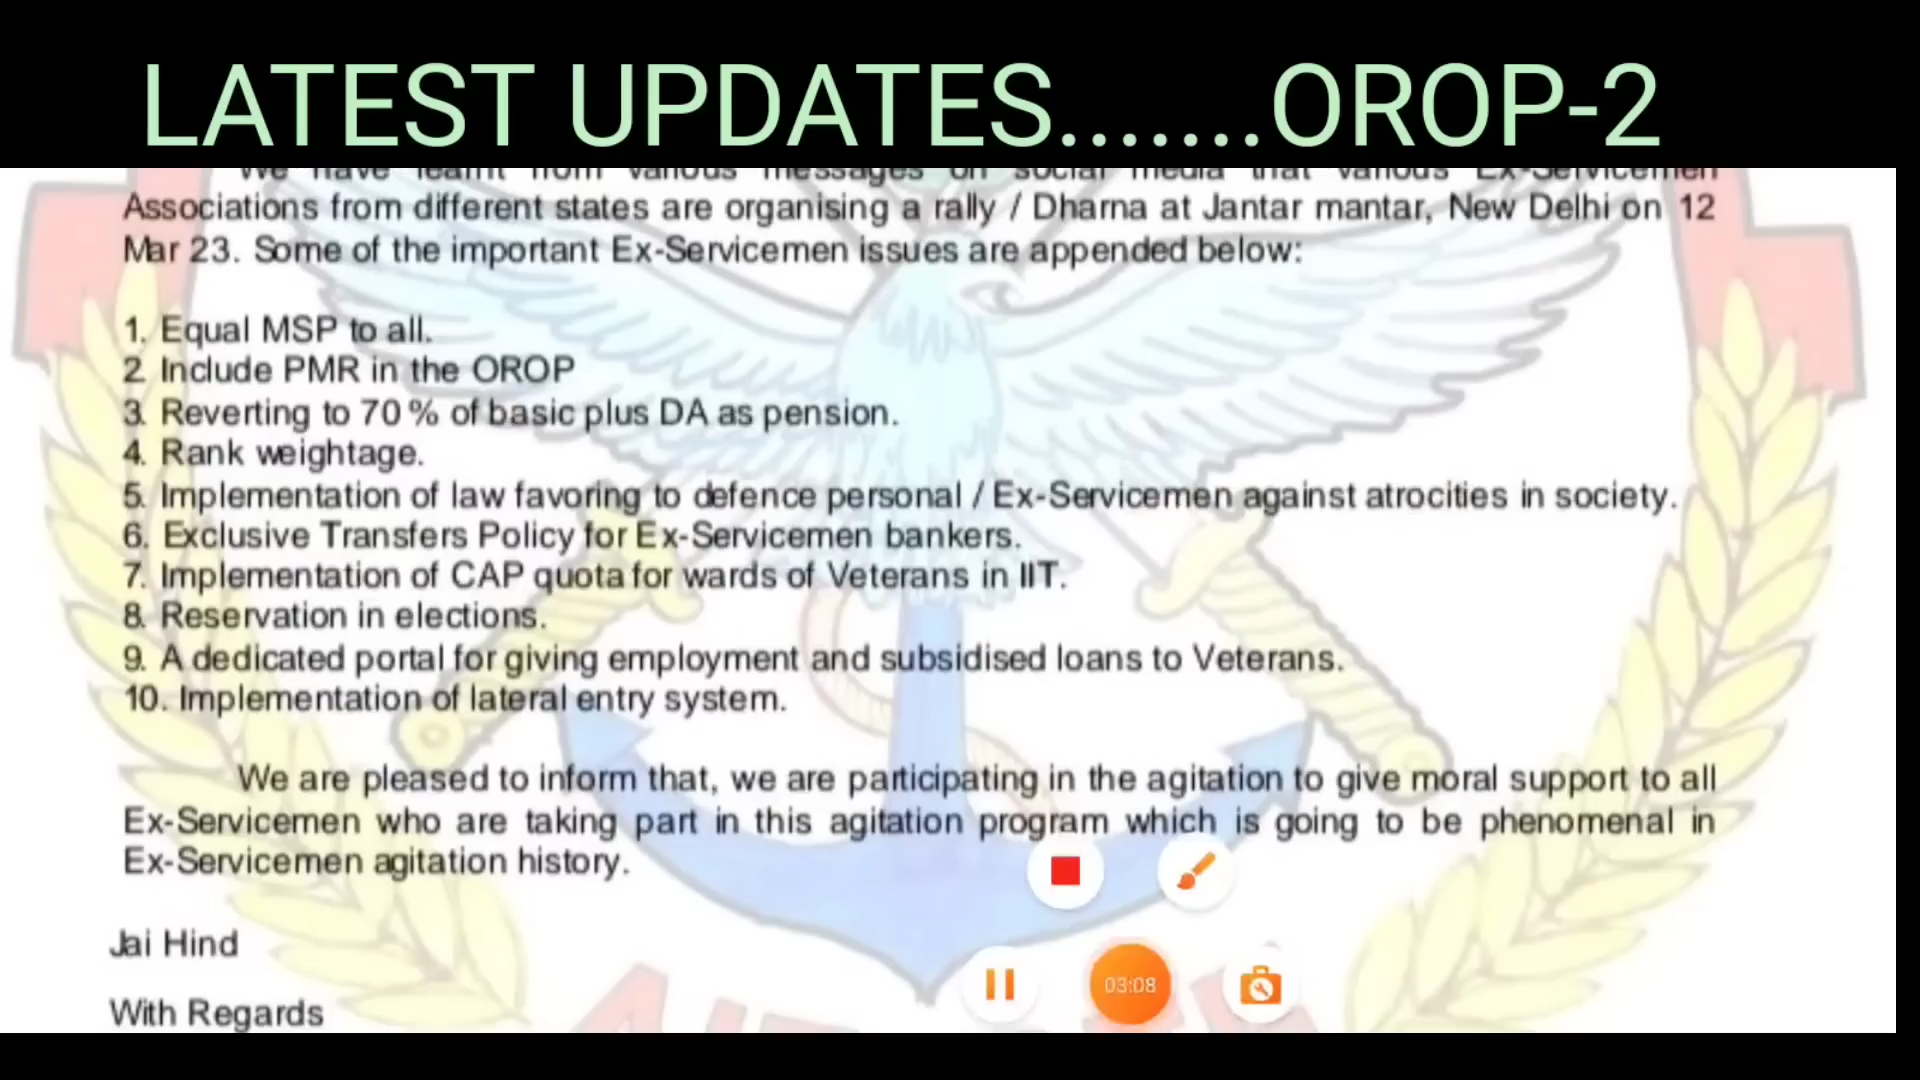 LATEST UPDATES.......OROP-2
We have learnt from various messages on social media that various Ex-Servicemen
Associations from different states are organising a rally / Dharna at Jantar mantar, New Delhi on 12
Mar 23. Some of the important Ex-Servicemen issues are appended below:
1. Equal MSP to all.
2. Include PMR in the OROP
3. Reverting to 70 % of basic plus DA as pension.
4. Rank weightage.
5. Implementation of law favoring to defence personal / Ex-Servicemen against atrocities in society.
6. Exclusive Transfers Policy for Ex-Servicemen bankers.
7. Implementation of CAP quota for wards of Veterans in IIT.
8. Reservation in elections.
9. A dedicated portal for giving employment and subsidised loans to Veterans.
10. Implementation of lateral entry system.
We are pleased to inform that, we are participating in the agitation to give moral support to all
Ex-Servicemen who are taking part in this agitation program which is going to be phenomenal in
Ex-Servicemen agitation history.
Jai Hind
03:08
With Regards